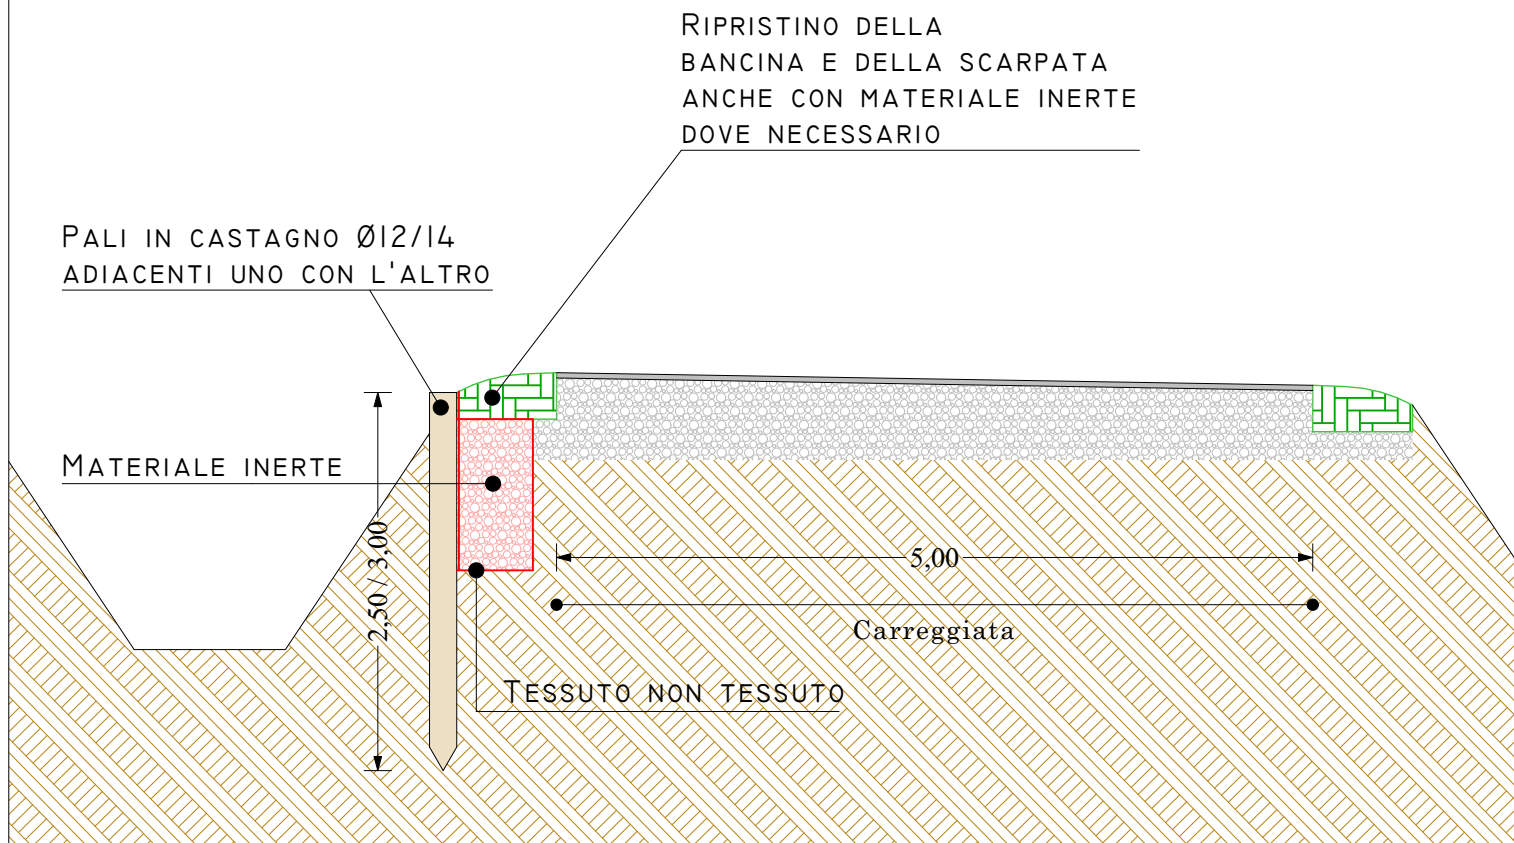 RIPRISTINO DELLA
BANCINA E DELLA SCARPATA
ANCHE CON MATERIALE INERTE
DOVE NECESSARIO
PALI IN CASTAGNO Ø12/14
ADIACENTI UNO CON L'ALTRO
MATERIALE INERTE
2,50 / 3,00
5,00
Carreggiata
TESSUTO NON TESSUTO